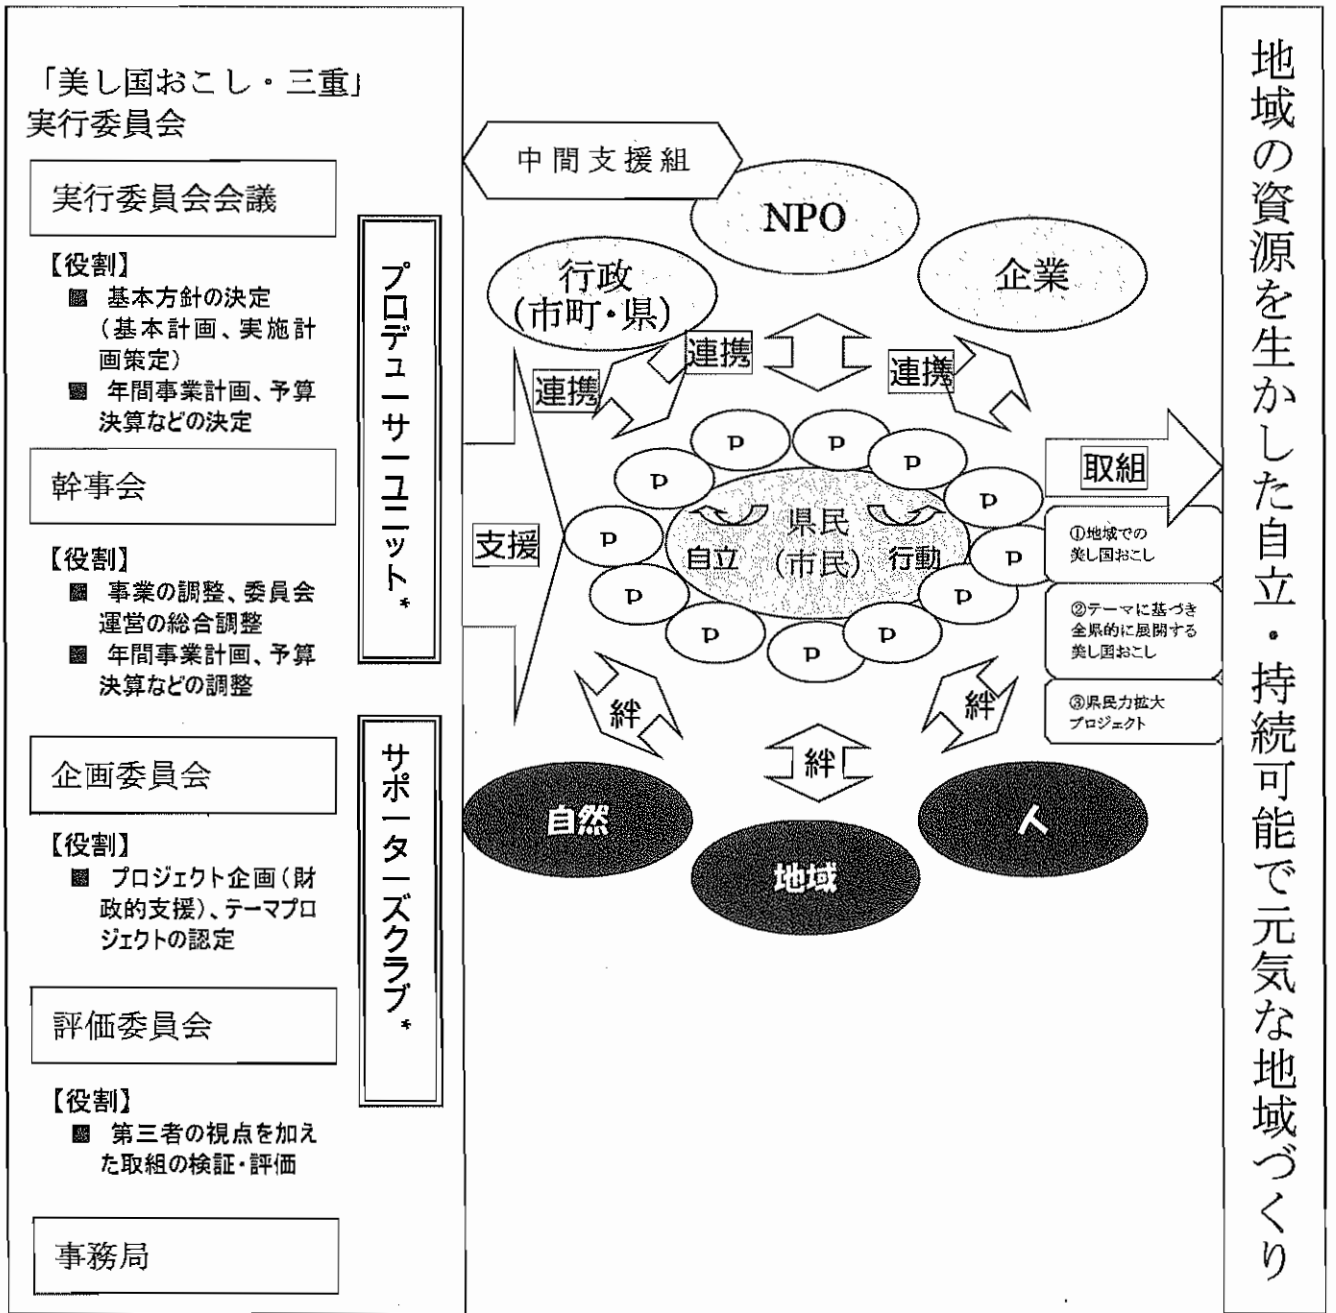 「美し国おこし・三重」
実行委員会
実行委員会会議
【役割】
■ 基本方針の決定
(基本計画、実施計
画策定)
■ 年間事業計画、予算
決算などの決定
幹事会
【役割】
■ 事業の調整、委員会
運営の総合調整
■ 年間事業計画、予算
決算などの調整
企画委員会
【役割】
■ プロジェクト企画(財
政的支援)、テーマプロ
ジェクトの認定
評価委員会
【役割】
■ 第三者の視点を加え
た取組の検証・評価
事務局
プロデューサーユニット*
サポーターズクラブ*
中間支援組
NPO
行政
(市町・県)
企業
連携
連携
連携
支援
P
P
P
P
P
P
P
P
P
P
P
P
P
県民
(市民)
自立
行動
絆
絆
絆
自然
地域
人
取組
①地域での
美し国おこし
②テーマに基づき
全県的に展開する
美し国おこし
③県民力拡大
プロジェクト
地域の資源を生かした自立・持続可能で元気な地域づくり